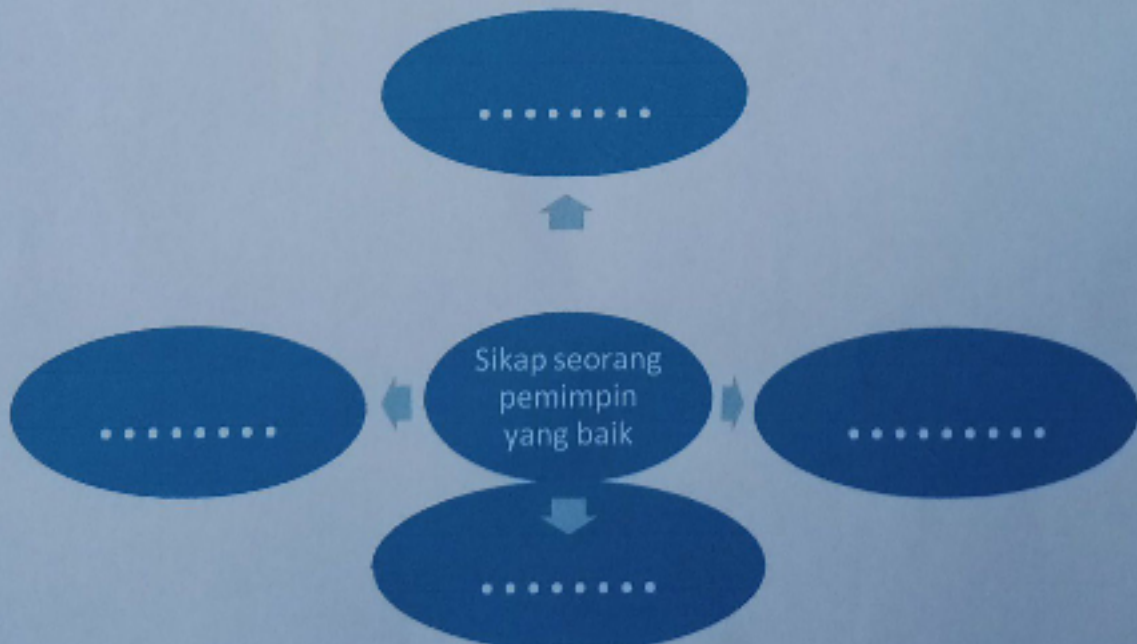 ........
........
Sikap seorang
pemimpin
yang baik
.........
........